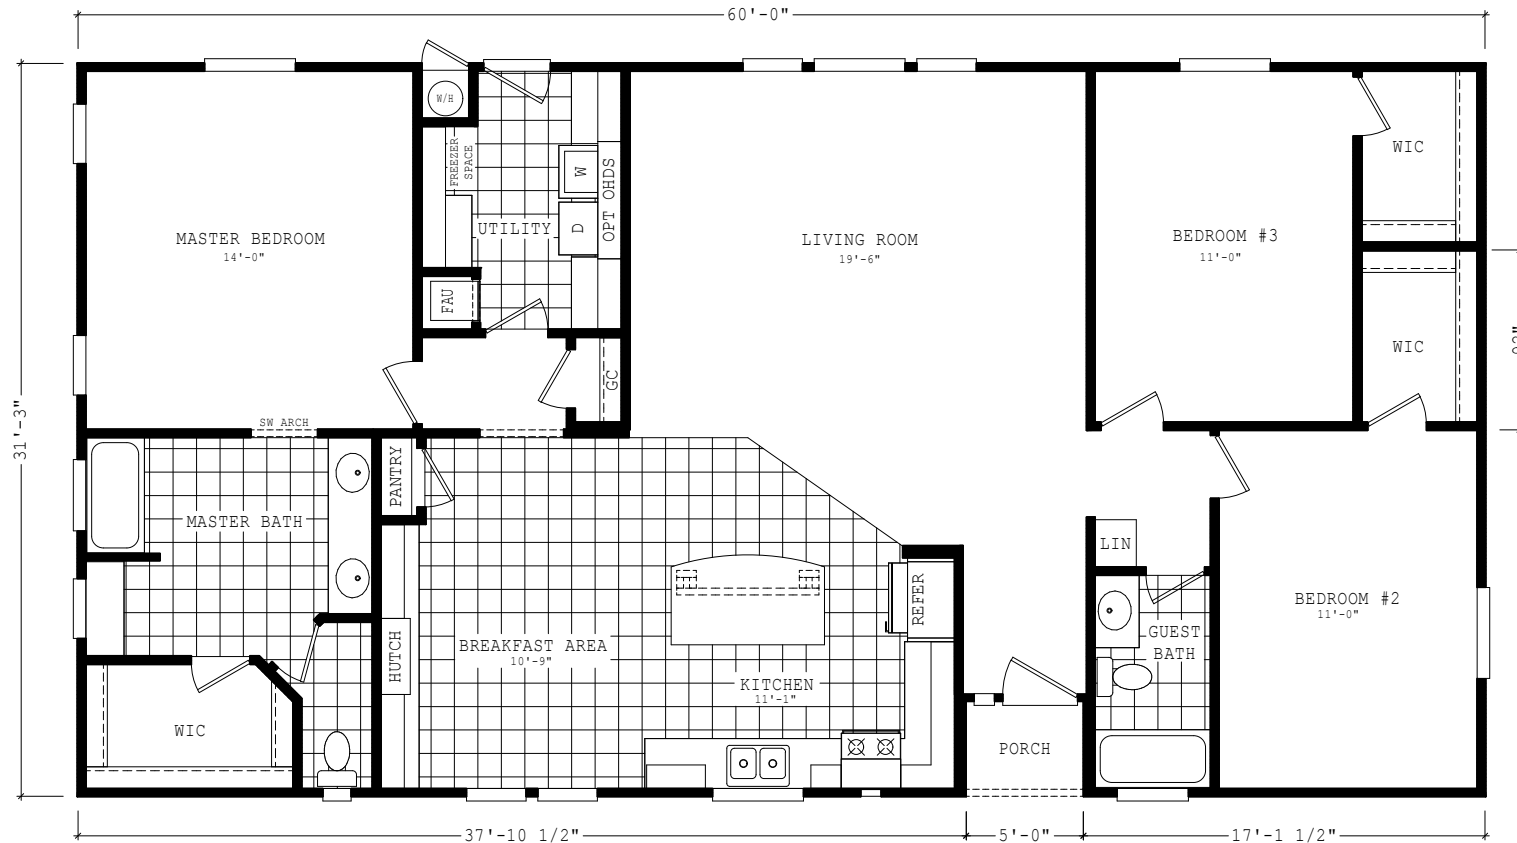 60'-0"
W/H
FREEZER
SPACE
W
OPT OHDS
WIC
MASTER BEDROOM
14'-0"
UTILITY
D
LIVING ROOM
19'-6"
BEDROOM #3
11'-0"
FAU
WIC
GC
31'-3"
SW ARCH
PANTRY
MASTER BATH
LIN
REFER
BEDROOM #2
11'-0"
GUEST
BATH
HUTCH
BREAKFAST AREA
10'-9"
KITCHEN
11'-1"
WIC
PORCH
37'-10 1/2"
5'-0"
17'-1 1/2"